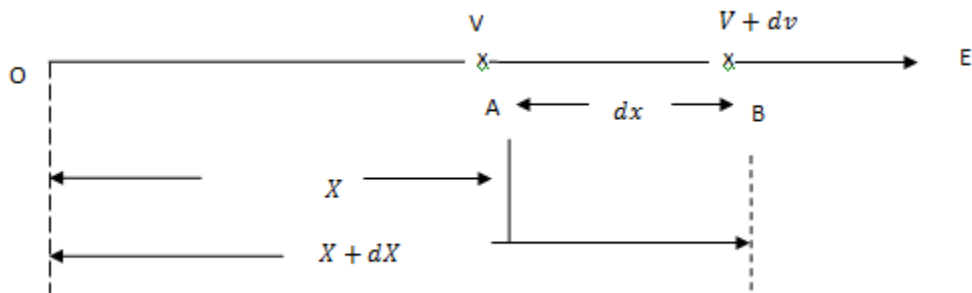 V V + dv
O x x E
A dx B
X
X + dX